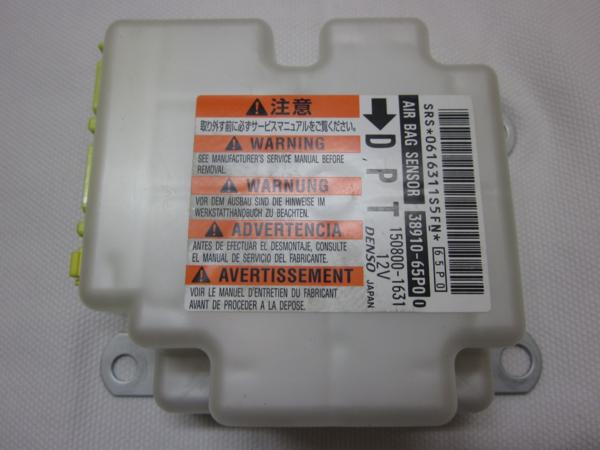 注意
取り外す前に必ずサービスマニュアルをご覧ください。
WARNING
SEE MANUFACTURER'S SERVICE MANUAL BEFORE
REMOVAL.
WARNUNG
VOR DEM AUSBAU SIND DIE HINWEISE IM
WERKSTATTHANDBUCH ZU BEACHTEN.
ADVERTENCIA
ANTES DE EFECTUAR EL DESMONTAJE, CONSULTE
EL MANUAL DE SERVICIO DEL FABRICANTE.
AVERTISSEMENT
VOIR LE MANUEL D'ENTRETIEN DU FABRICANT
AVANT DE PROCEDER A LA DEPOSE.
DPT
150800-1631
12V
DENSO JAPAN
AIR BAG SENSOR 38910-65P0 0
SRS*0616311S5FN* 65P0